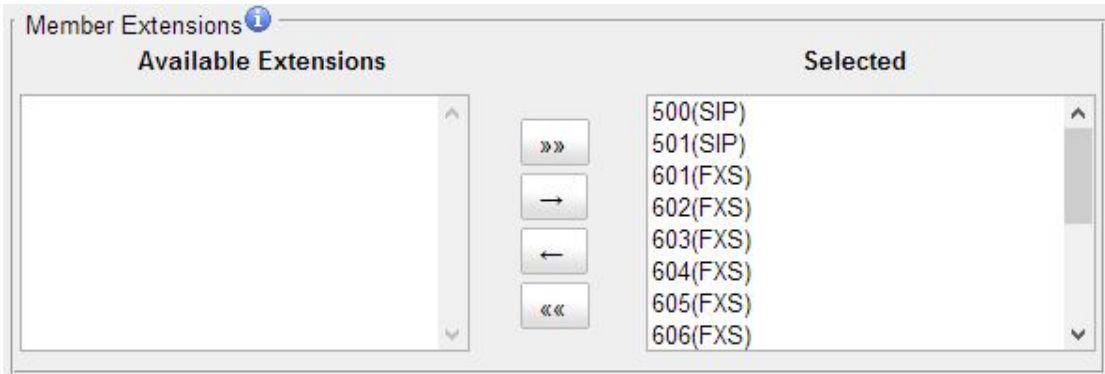 Member Extensions
Available Extensions
Selected
500(SIP)
501(SIP)
601(FXS)
602(FXS)
603(FXS)
604(FXS)
605(FXS)
606(FXS)
»»
→
←
««